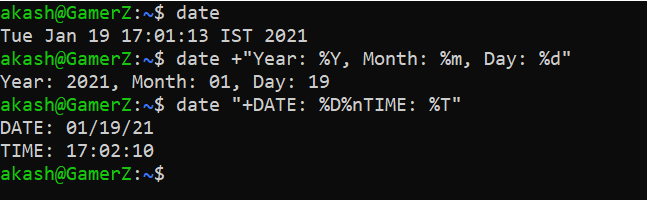 akash@GamerZ:~$ date
Tue Jan 19 17:01:13 IST 2021
akash@GamerZ:~$ date +"Year: %Y, Month: %m, Day: %d"
Year: 2021, Month: 01, Day: 19
akash@GamerZ:~$ date "+DATE: %D%nTIME: %T"
DATE: 01/19/21
TIME: 17:02:10
akash@GamerZ:~$